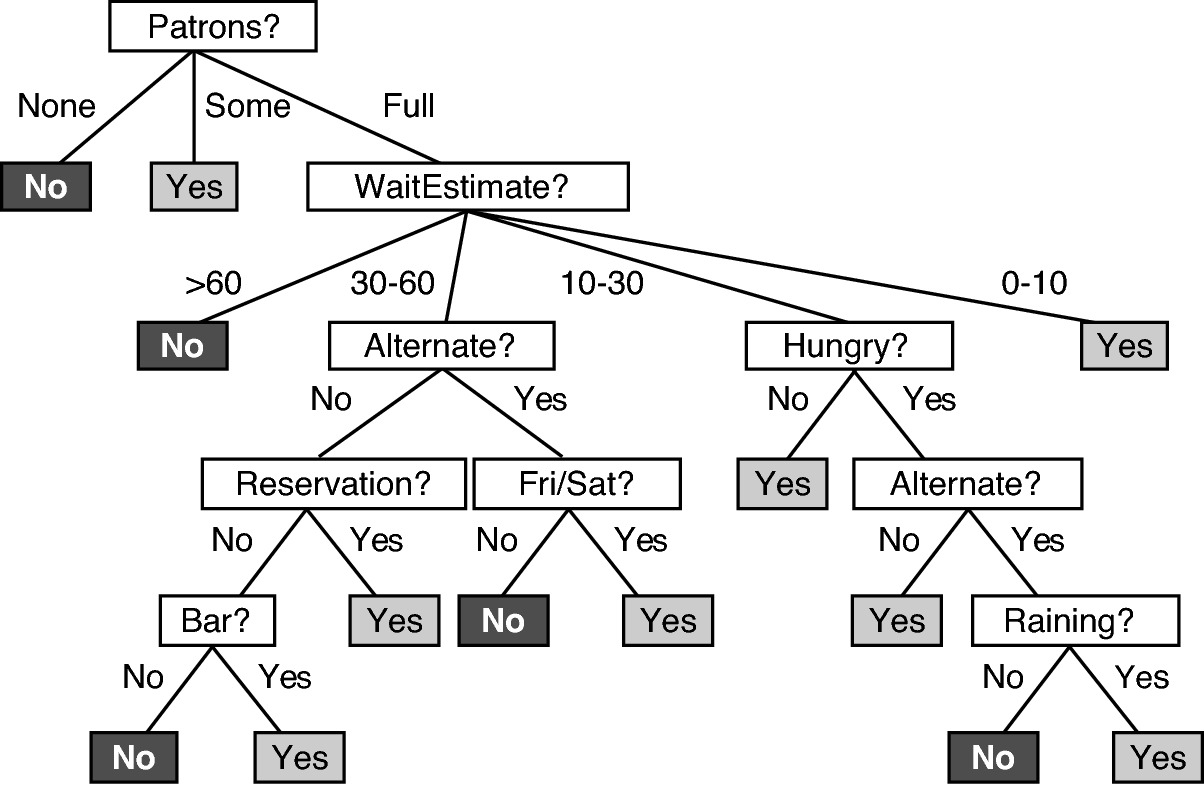 Patrons?
None Some Full
No Yes WaitEstimate?
>60 30-60 10-30 0-10
No Alternate? Hungry? Yes
No Yes No Yes
Reservation? Fri/Sat? Yes Alternate?
No Yes No Yes No Yes
Bar? Yes No Yes Yes Raining?
No Yes No Yes
No Yes No Yes